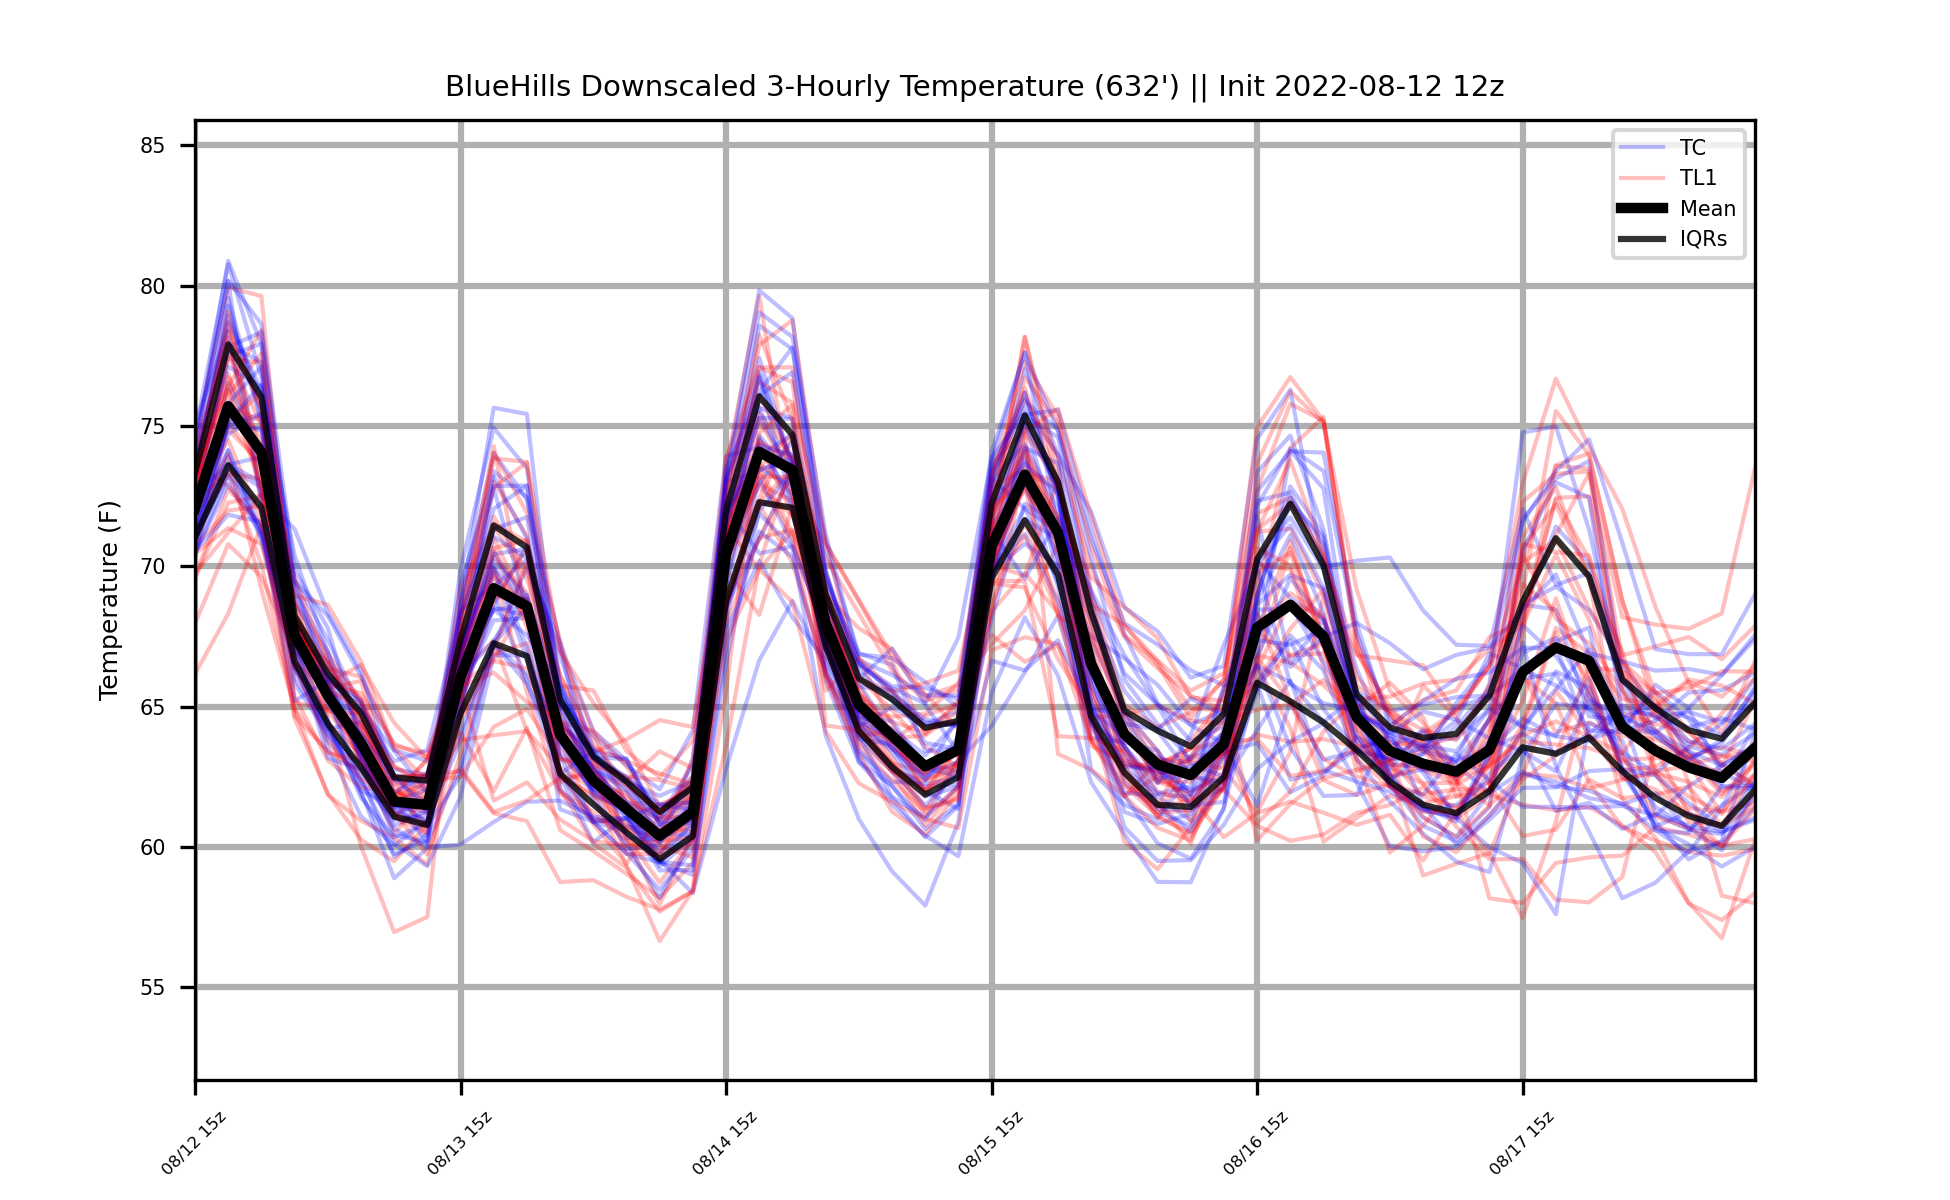 BlueHills Downscaled 3-Hourly Temperature (632') || Init 2022-08-12 12z
TC
TL1
Mean
IQRs
Temperature (F)
85
80
75
70
65
60
55
08/12 15z
08/13 15z
08/14 15z
08/15 15z
08/16 15z
08/17 15z